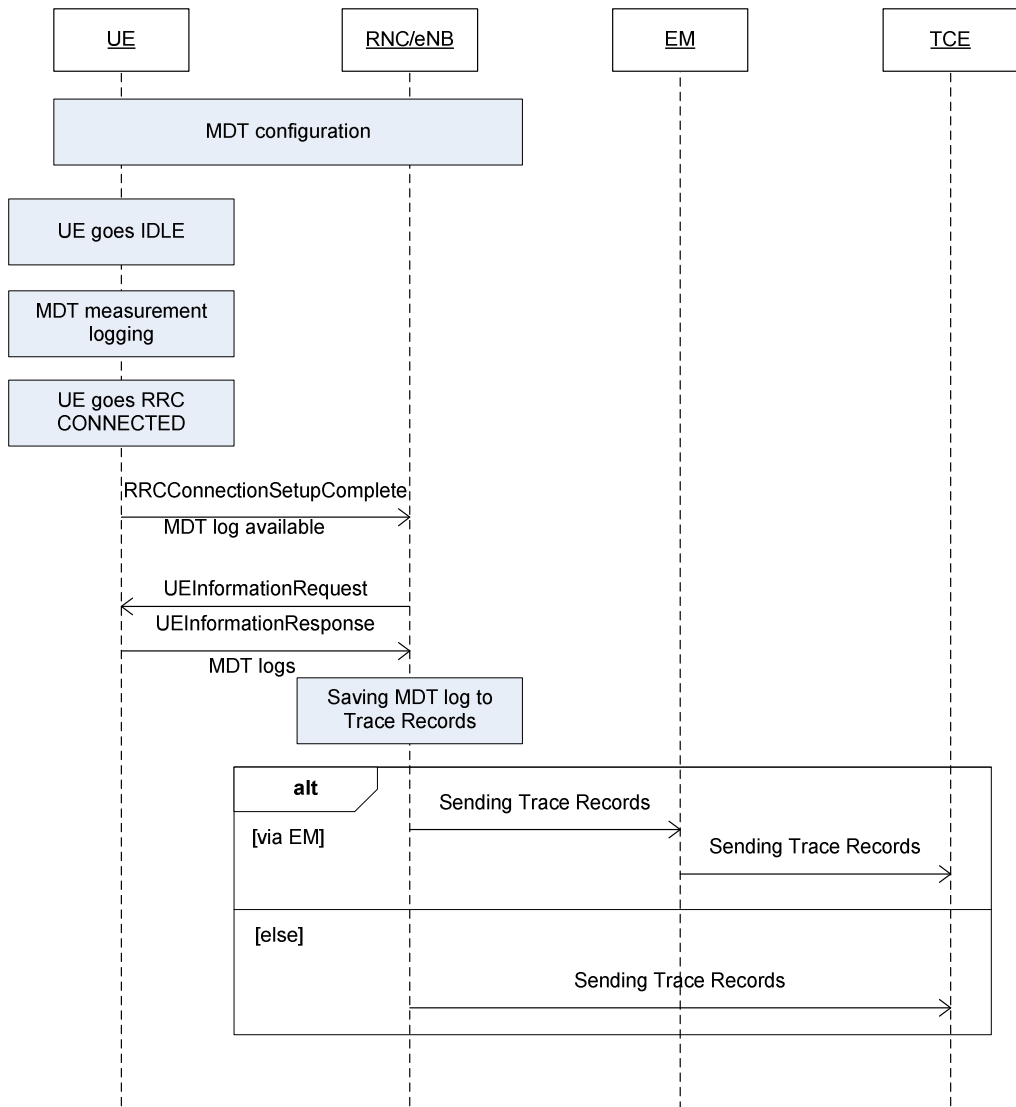 UE
RNC/eNB
EM
TCE
MDT configuration
UE goes IDLE
MDT measurement
logging
UE goes RRC
CONNECTED
RRCConnectionSetupComplete
MDT log available
UEInformationRequest
UEInformationResponse
MDT logs
Saving MDT log to
Trace Records
alt
Sending Trace Records
[via EM]
Sending Trace Records
[else]
Sending Trace Records